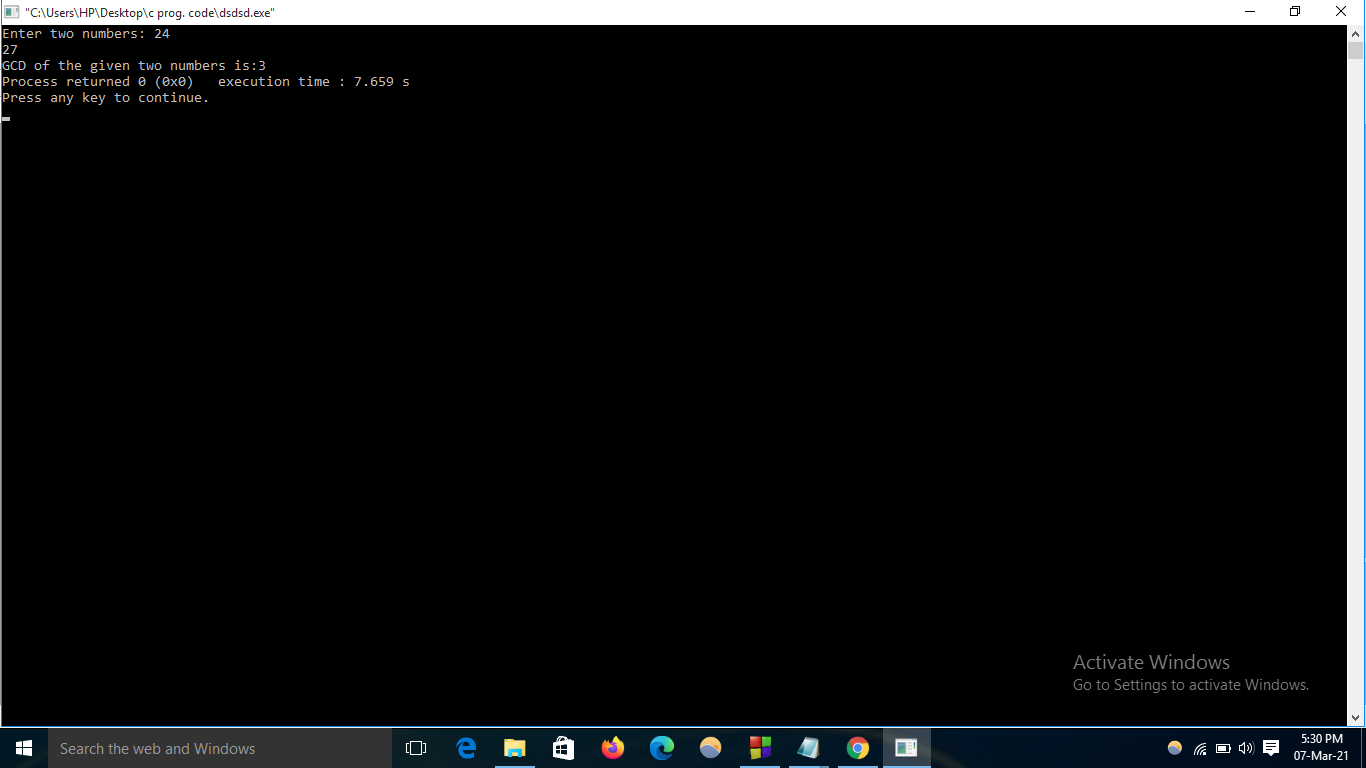 "C:\Users\HP\Desktop\c prog. code\dsdsd.exe"
Enter two numbers: 24
27
GCD of the given two numbers is:3
Process returned 0 (0x0)   execution time : 7.659 s
Press any key to continue.
Activate Windows
Go to Settings to activate Windows.
Search the web and Windows
5:30 PM
07-Mar-21